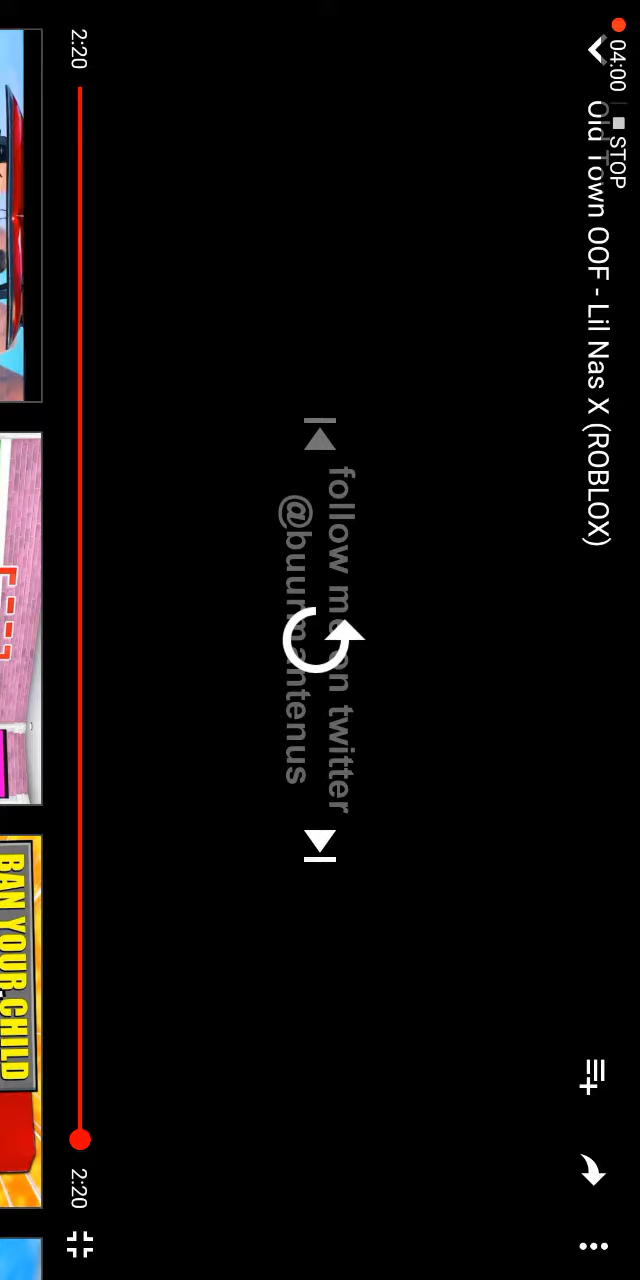 04:00 STOP
Old Town OOF - Lil Nas X (ROBLOX)
follow me on twitter
@buurmantenus
2:20
2:20
BAN YOUR CHILD